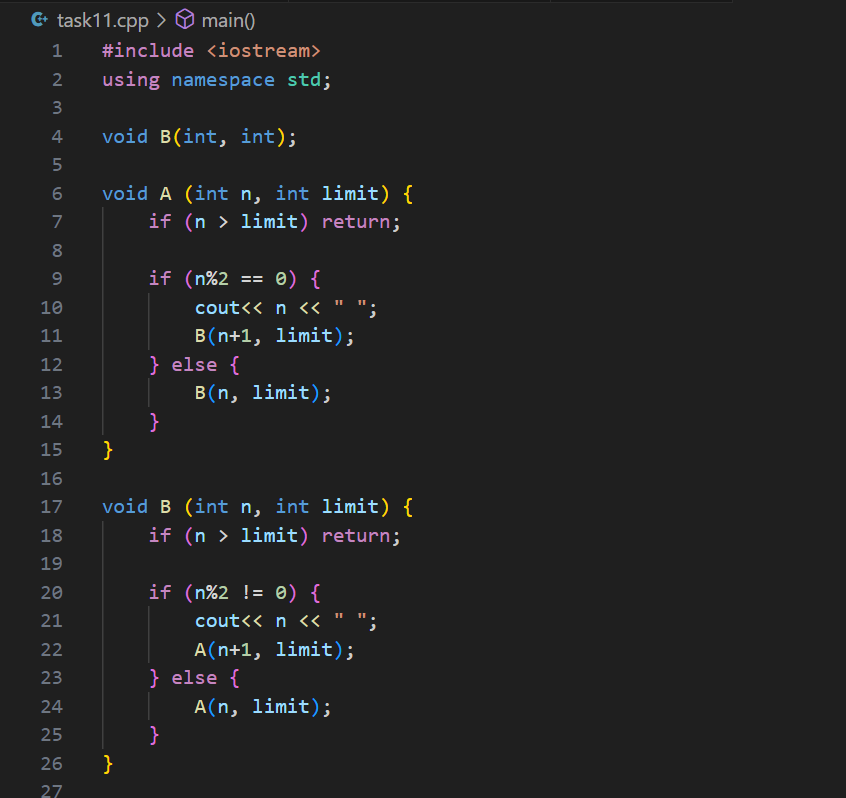 task11.cpp > main()
1 #include <iostream>
2 using namespace std;
3
4 void B(int, int);
5
6 void A (int n, int limit) {
7     if (n > limit) return;
8
9     if (n%2 == 0) {
10         cout<< n << " ";
11         B(n+1, limit);
12     } else {
13         B(n, limit);
14     }
15 }
16
17 void B (int n, int limit) {
18     if (n > limit) return;
19
20     if (n%2 != 0) {
21         cout<< n << " ";
22         A(n+1, limit);
23     } else {
24         A(n, limit);
25     }
26 }
27